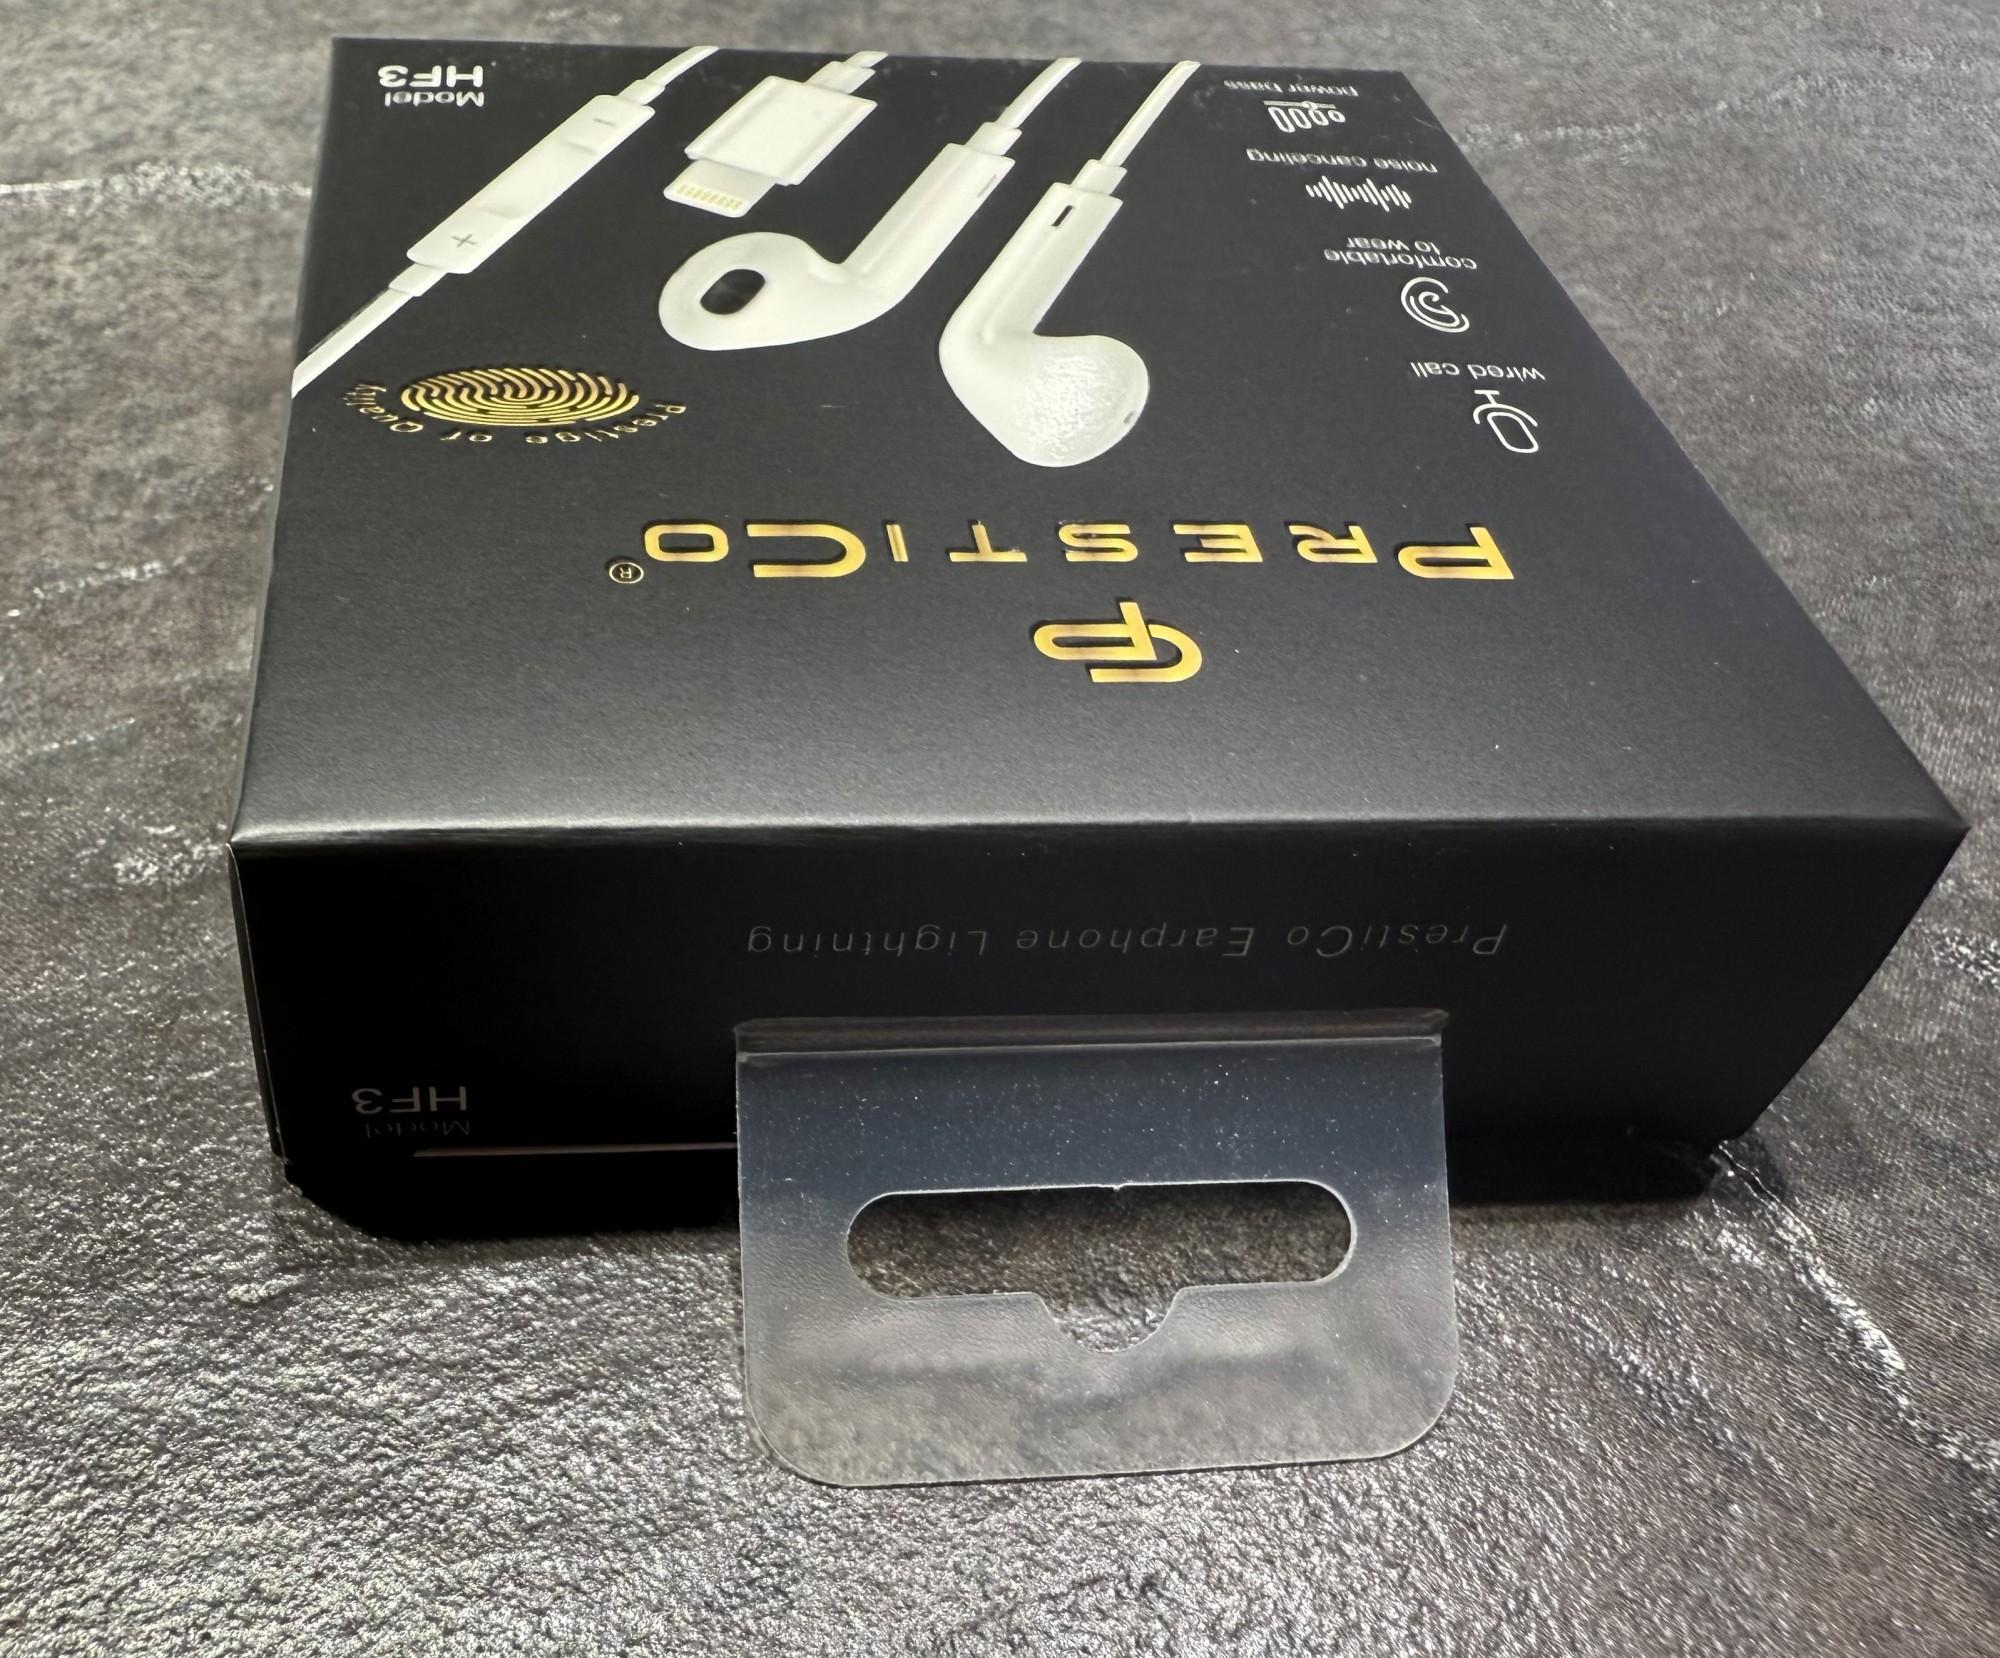 PRESTICO®
wired call
comfortable
to wear
noise canceling
power bass
Prestige of Quality
Model
HF3
PrestiCo Earphone Lightning
Model
HF3